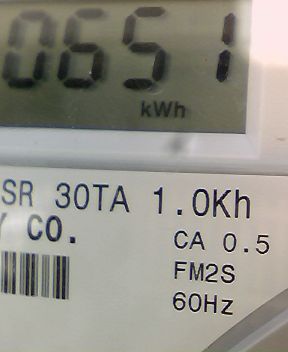 0651
kWh
SR 30TA 1.0Kh
Y CO.
CA 0.5
FM2S
60Hz